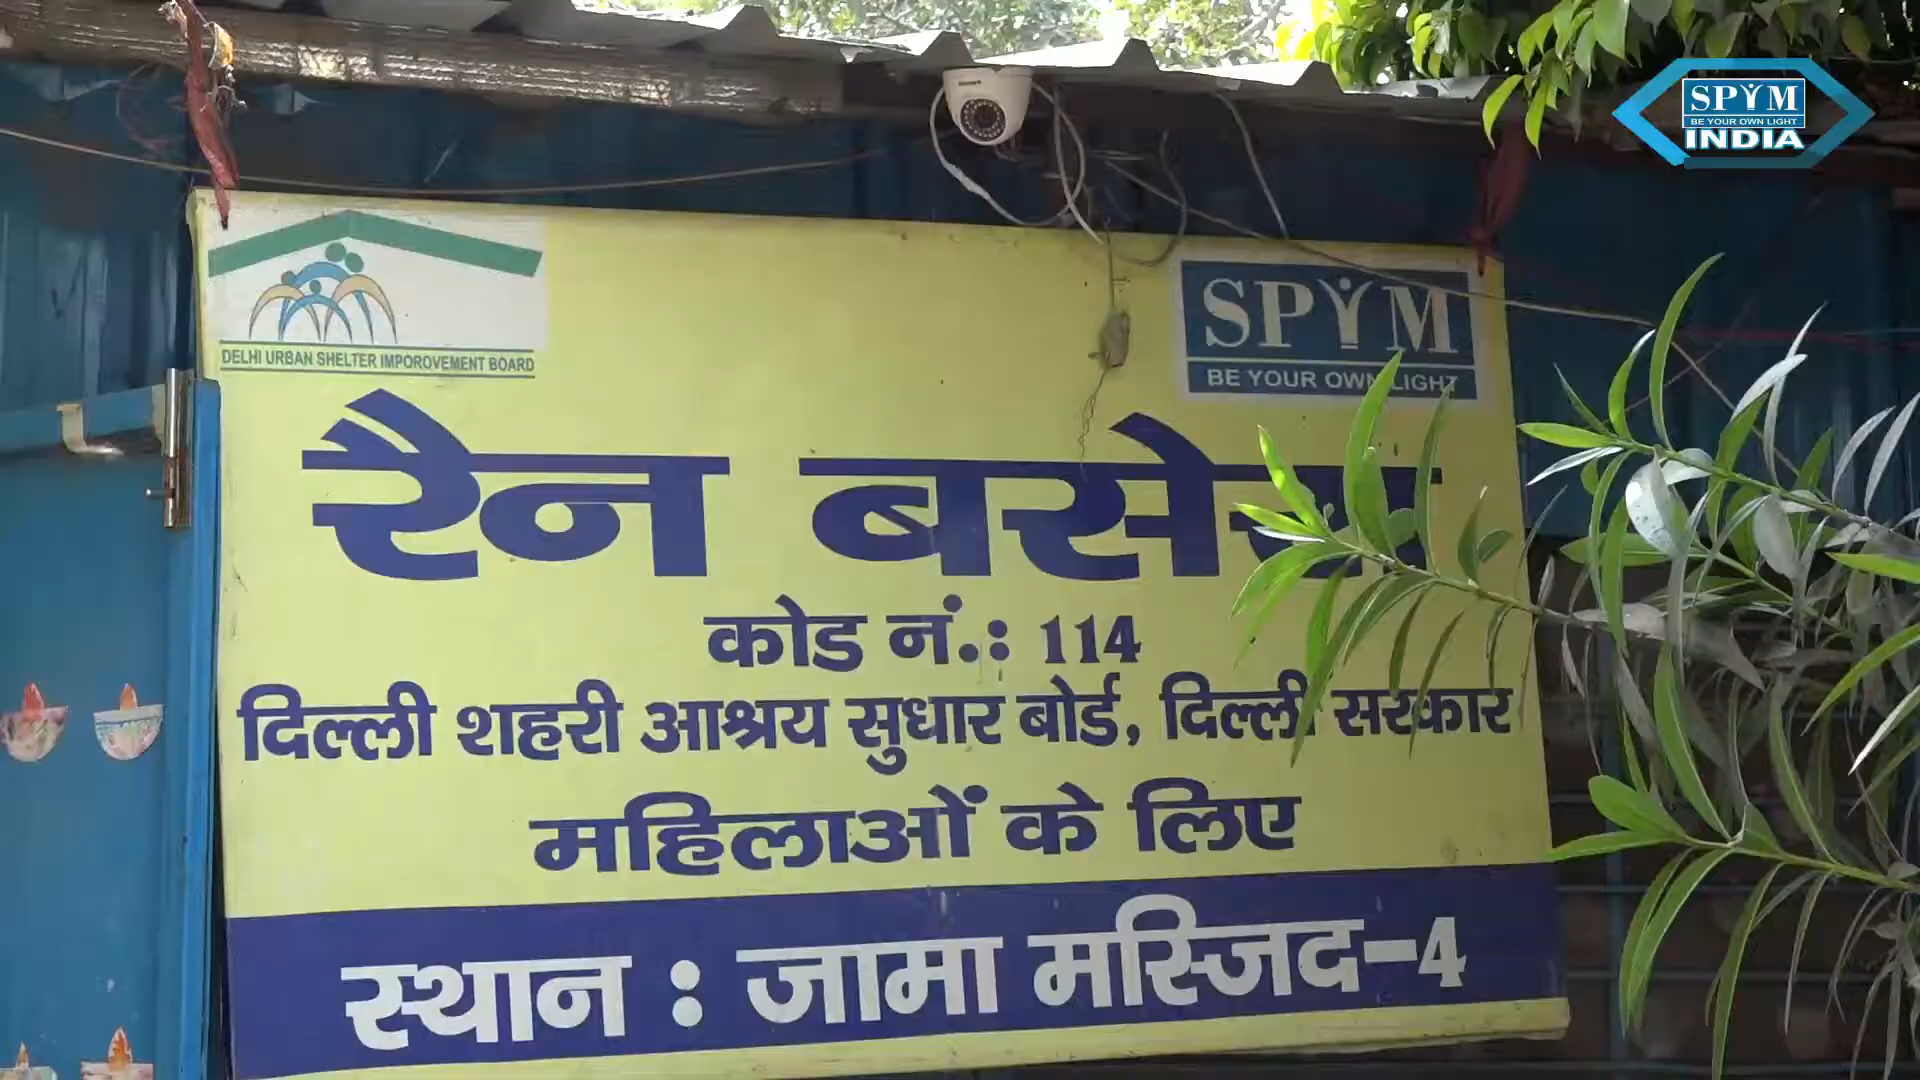 SPYM
BE YOUR OWN LIGHT
INDIA
DELHI URBAN SHELTER IMPOROVEMENT BOARD
SPYM
BE YOUR OWN LIGHT
रैन बसेरा
कोड नं.: 114
दिल्ली शहरी आश्रय सुधार बोर्ड, दिल्ली सरकार
महिलाओं के लिए
स्थान : जामा मस्जिद-4